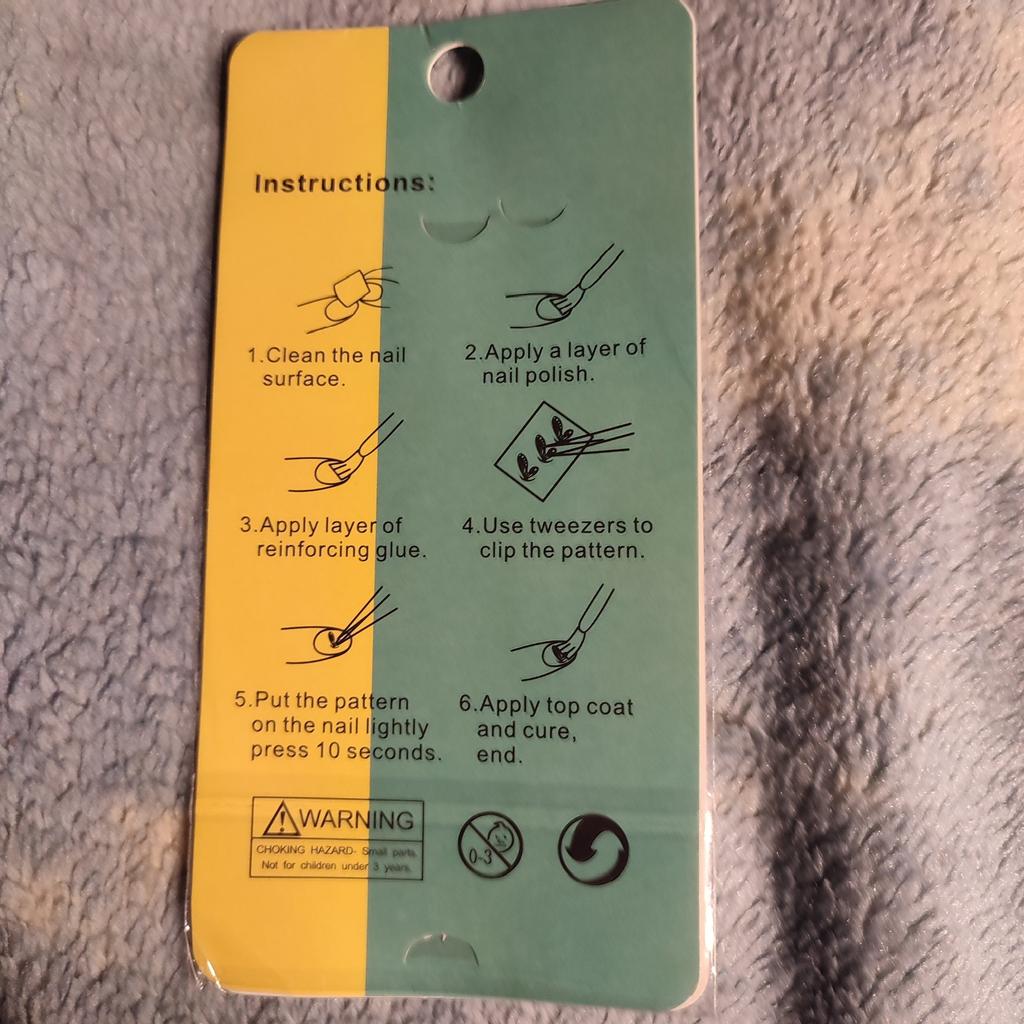 Instructions:
1.Clean the nail
surface.
2.Apply a layer of
nail polish.
3.Apply layer of
reinforcing glue.
4.Use tweezers to
clip the pattern.
5.Put the pattern
on the nail lightly
press 10 seconds.
6.Apply top coat
and cure,
end.
WARNING
CHOKING HAZARD- Small parts.
Not for children under 3 years.
0-3